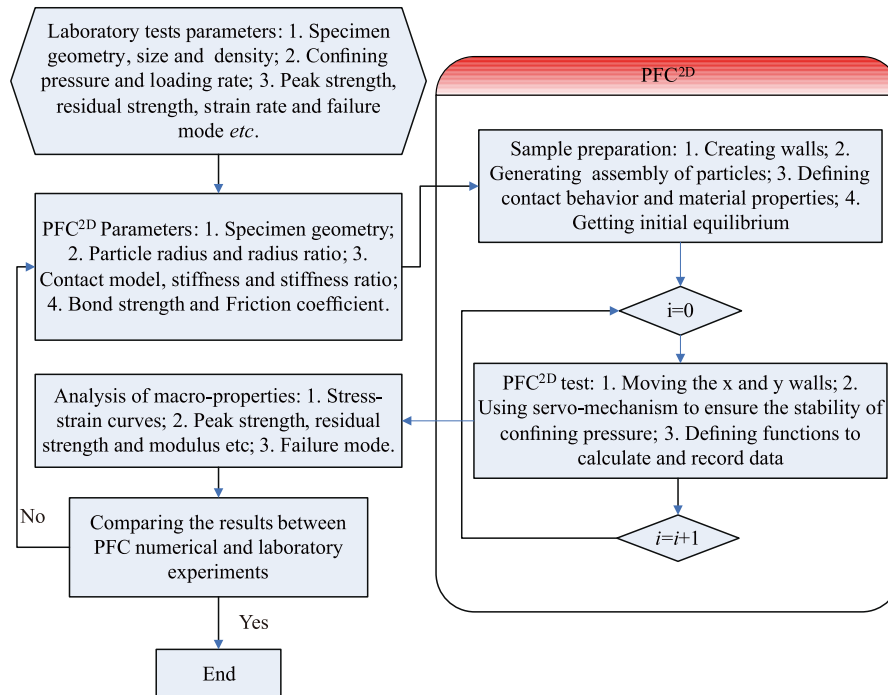 Laboratory tests parameters: 1. Specimen
geometry, size and density; 2. Confining
pressure and loading rate; 3. Peak strength,
residual strength, strain rate and failure
mode etc.
PFC2D Parameters: 1. Specimen geometry;
2. Particle radius and radius ratio; 3.
Contact model, stiffness and stiffness ratio;
4. Bond strength and Friction coefficient.
PFC2D
Sample preparation: 1. Creating walls; 2.
Generating assembly of particles; 3. Defining
contact behavior and material properties; 4.
Getting initial equilibrium
i=0
PFC2D test: 1. Moving the x and y walls; 2.
Using servo-mechanism to ensure the stability of
confining pressure; 3. Defining functions to
calculate and record data
i=i+1
Analysis of macro-properties: 1. Stress-
strain curves; 2. Peak strength, residual
strength and modulus etc; 3. Failure mode.
No
Comparing the results between
PFC numerical and laboratory
experiments
Yes
End